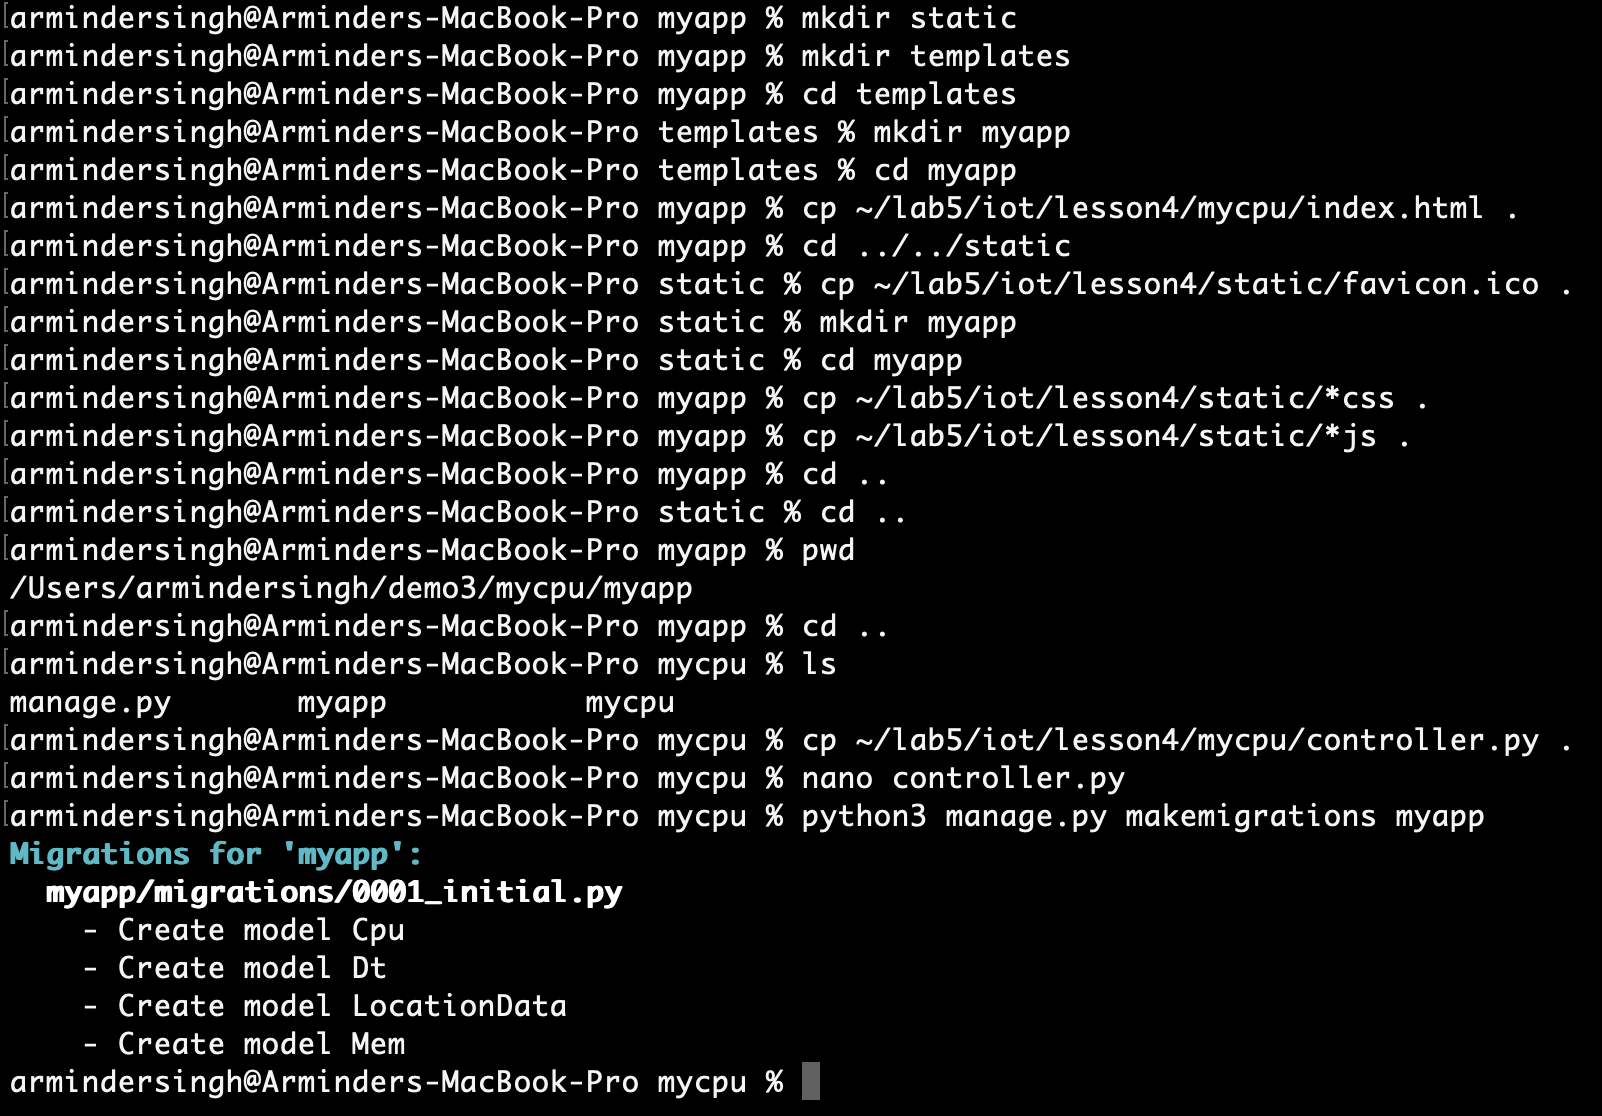 [armindersingh@Arminders-MacBook-Pro myapp % mkdir static
[armindersingh@Arminders-MacBook-Pro myapp % mkdir templates
[armindersingh@Arminders-MacBook-Pro myapp % cd templates
[armindersingh@Arminders-MacBook-Pro templates % mkdir myapp
[armindersingh@Arminders-MacBook-Pro templates % cd myapp
[armindersingh@Arminders-MacBook-Pro myapp % cp ~/lab5/iot/lesson4/mycpu/index.html .
[armindersingh@Arminders-MacBook-Pro myapp % cd ../../static
[armindersingh@Arminders-MacBook-Pro static % cp ~/lab5/iot/lesson4/static/favicon.ico .
[armindersingh@Arminders-MacBook-Pro static % mkdir myapp
[armindersingh@Arminders-MacBook-Pro static % cd myapp
[armindersingh@Arminders-MacBook-Pro myapp % cp ~/lab5/iot/lesson4/static/*css .
[armindersingh@Arminders-MacBook-Pro myapp % cp ~/lab5/iot/lesson4/static/*js .
[armindersingh@Arminders-MacBook-Pro myapp % cd ..
[armindersingh@Arminders-MacBook-Pro static % cd ..
[armindersingh@Arminders-MacBook-Pro myapp % pwd
/Users/armindersingh/demo3/mycpu/myapp
[armindersingh@Arminders-MacBook-Pro myapp % cd ..
[armindersingh@Arminders-MacBook-Pro mycpu % ls
manage.py       myapp           mycpu
[armindersingh@Arminders-MacBook-Pro mycpu % cp ~/lab5/iot/lesson4/mycpu/controller.py .
[armindersingh@Arminders-MacBook-Pro mycpu % nano controller.py
[armindersingh@Arminders-MacBook-Pro mycpu % python3 manage.py makemigrations myapp
Migrations for 'myapp':
  myapp/migrations/0001_initial.py
    - Create model Cpu
    - Create model Dt
    - Create model LocationData
    - Create model Mem
armindersingh@Arminders-MacBook-Pro mycpu %